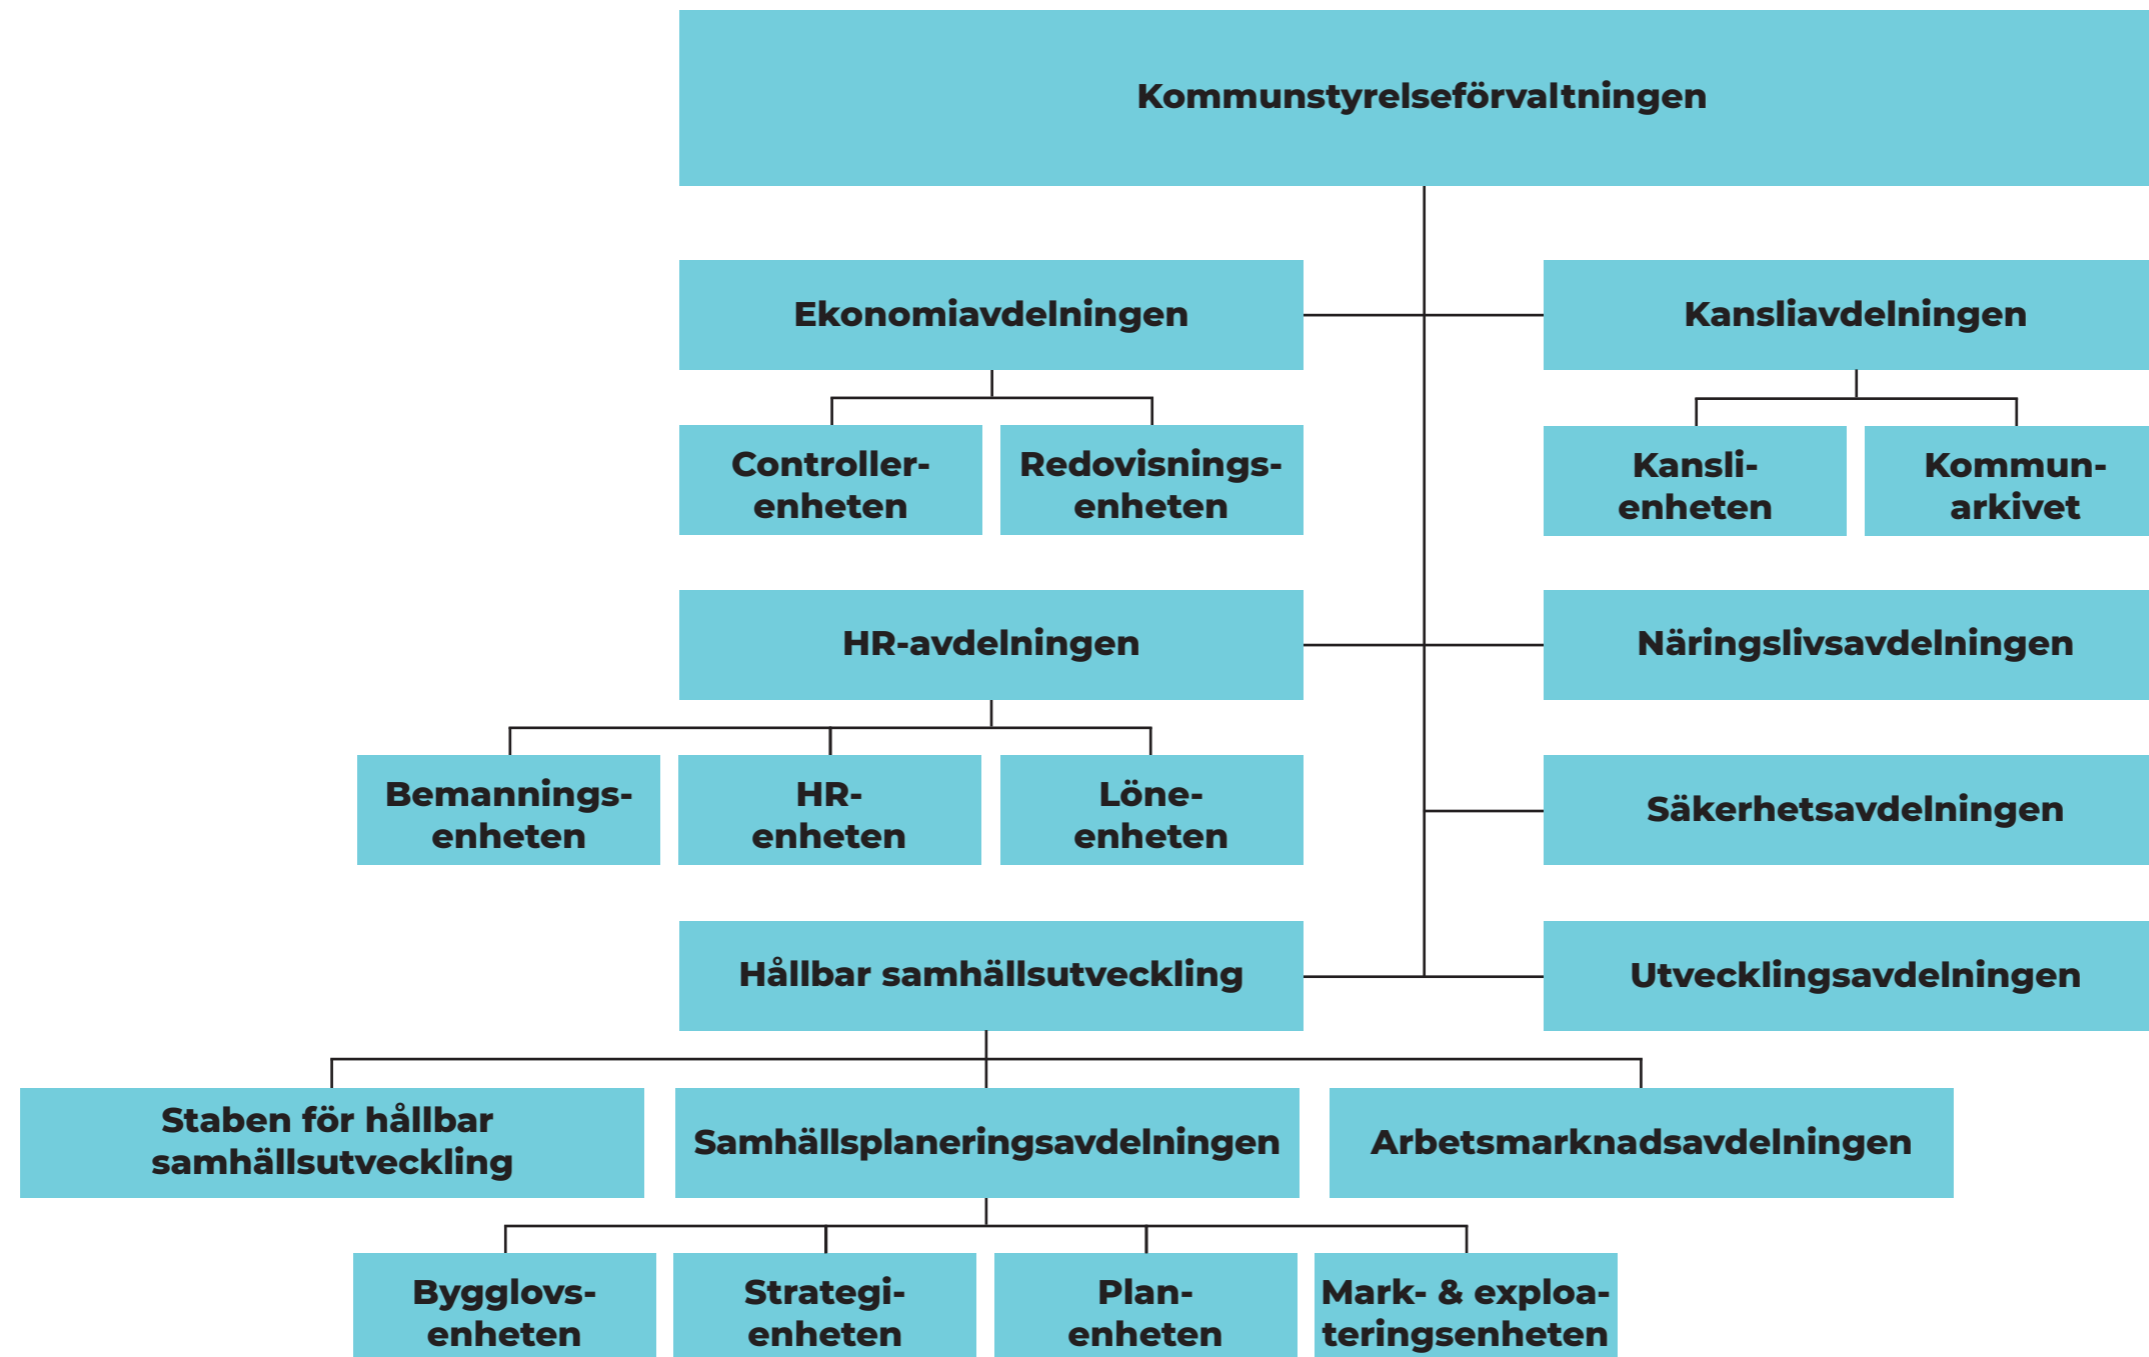 Kommunstyrelseförvaltningen
Ekonomiavdelningen
Kansliavdelningen
Controller-
enheten
Redovisnings-
enheten
Kansli-
enheten
Kommun-
arkivet
HR-avdelningen
Näringslivsavdelningen
Bemannings-
enheten
HR-
enheten
Löne-
enheten
Säkerhetsavdelningen
Hållbar samhällsutveckling
Utvecklingsavdelningen
Staben för hållbar
samhällsutveckling
Samhällsplaneringsavdelningen
Arbetsmarknadsavdelningen
Bygglovs-
enheten
Strategi-
enheten
Plan-
enheten
Mark- & exploa-
teringsenheten